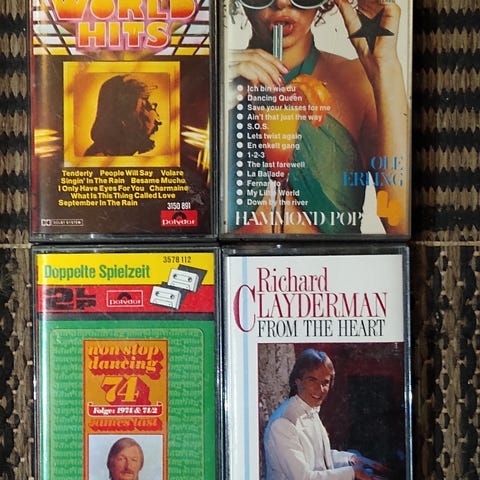 WORLD
HITS
Tenderly People Will Say Volare
Singin' In The Rain Besame Mucho
I Only Have Eyes For You Charmaine
What Is This Thing Called Love
September In The Rain
DOLBY SYSTEM
3150 891
Polydor
Ich bin wie du
Dancing Queen
Save your kisses for me
Ain't that just the way
S.O.S.
Lets twist again
En enkelt gang
1-2-3
The last farewell
La Ballade
Fernando
My Little World
Down by the river
OLE
ERLING
HAMMOND POP
Doppelte Spielzeit
3578 112
2LP
Polydor
non stop
dancing
74
Folge: 1974 & 74/2
james last
Richard
CLAYDERMAN
FROM THE HEART